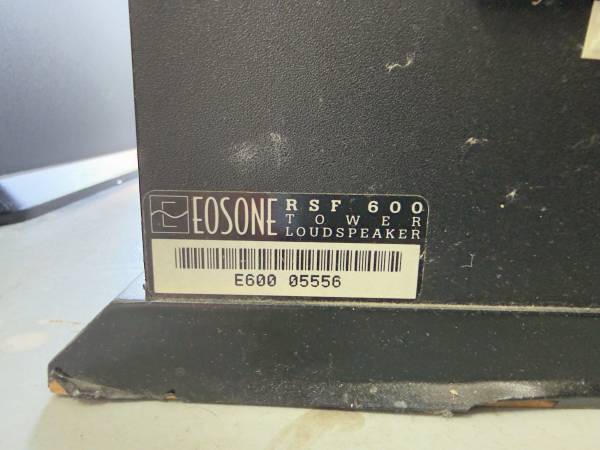 EOSONE RSF 600
TOWER
LOUDSPEAKER
E600 05556